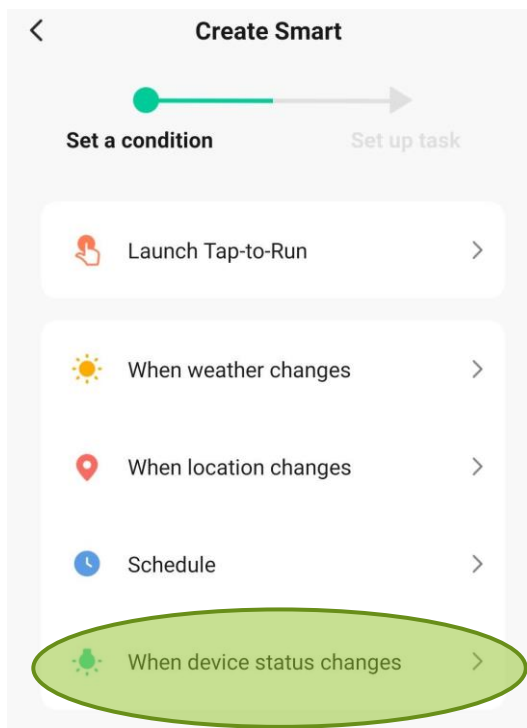 Create Smart
Set a condition
Set up task
Launch Tap-to-Run
When weather changes
When location changes
Schedule
When device status changes